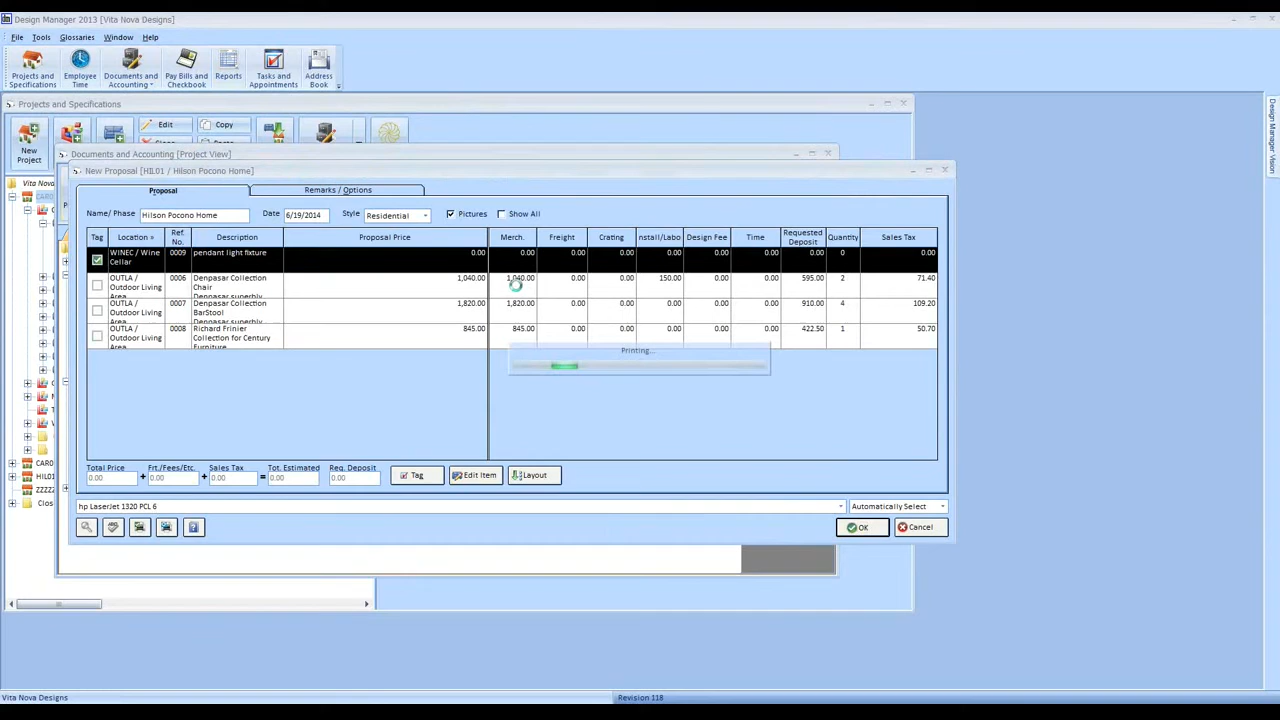 Design Manager 2013 [Vita Nova Designs]
File Tools Glossaries Window Help
Projects and Specifications
Employee Time
Documents and Accounting
Pay Bills and Checkbook
Reports
Tasks and Appointments
Address Book
Projects and Specifications
New Project
Edit
Copy
Documents and Accounting [Project View]
New Proposal [HIL01 / Hilson Pocono Home]
Proposal Remarks / Options
Name/ Phase Hilson Pocono Home Date 6/19/2014 Style Residential Pictures Show All
Tag Location » Ref. No. Description Proposal Price Merch. Freight Crating nstall/Labo Design Fee Time Requested Deposit Quantity Sales Tax
WINEC / Wine Cellar 0009 pendant light fixture 0.00 0.00 0.00 0.00 0.00 0.00 0.00 0.00 0 0.00
OUTLA / Outdoor Living Area 0006 Denpasar Collection Chair Denpasar superbly 1,040.00 1,040.00 0.00 0.00 150.00 0.00 0.00 595.00 2 71.40
OUTLA / Outdoor Living Area 0007 Denpasar Collection BarStool Denpasar superbly 1,820.00 1,820.00 0.00 0.00 0.00 0.00 0.00 910.00 4 109.20
OUTLA / Outdoor Living Area 0008 Richard Frinier Collection for Century Furniture 845.00 845.00 0.00 0.00 0.00 0.00 0.00 422.50 1 50.70
Printing...
Total Price Frt./Fees/Etc. Sales Tax Tot. Estimated Req. Deposit
0.00 + 0.00 + 0.00 = 0.00 0.00
Tag Edit Item Layout
hp LaserJet 1320 PCL 6 Automatically Select
OK Cancel
Vita Nova
CAR0
HIL01
ZZZZZ
Clos
Design Manager Vision
Vita Nova Designs Revision 118